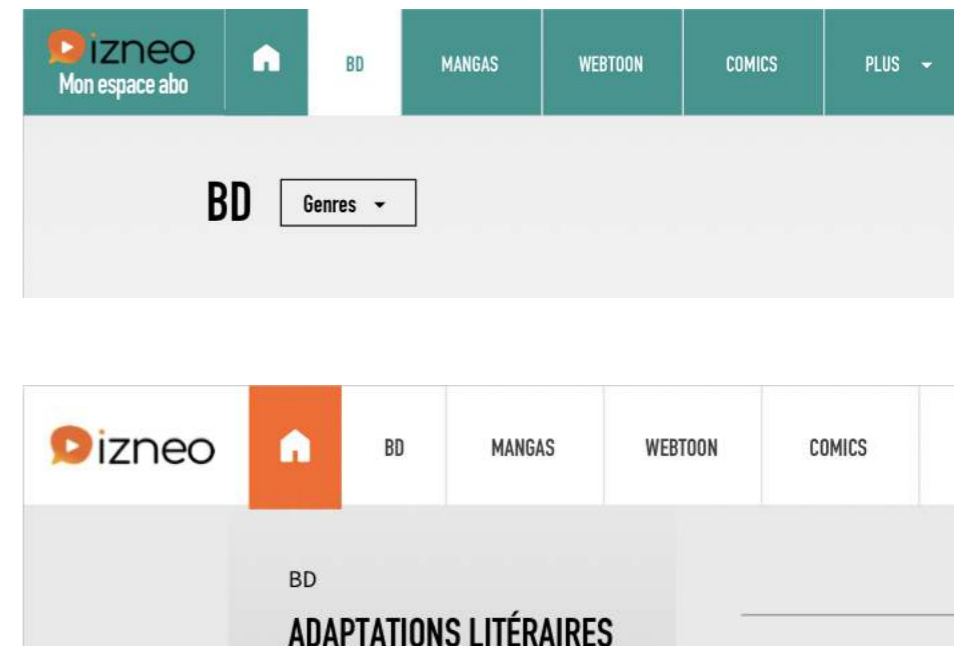 izneo
Mon espace abo
BD MANGAS WEBTOON COMICS PLUS
BD Genres
izneo BD MANGAS WEBTOON COMICS
BD
ADAPTATIONS LITÉRAIRES